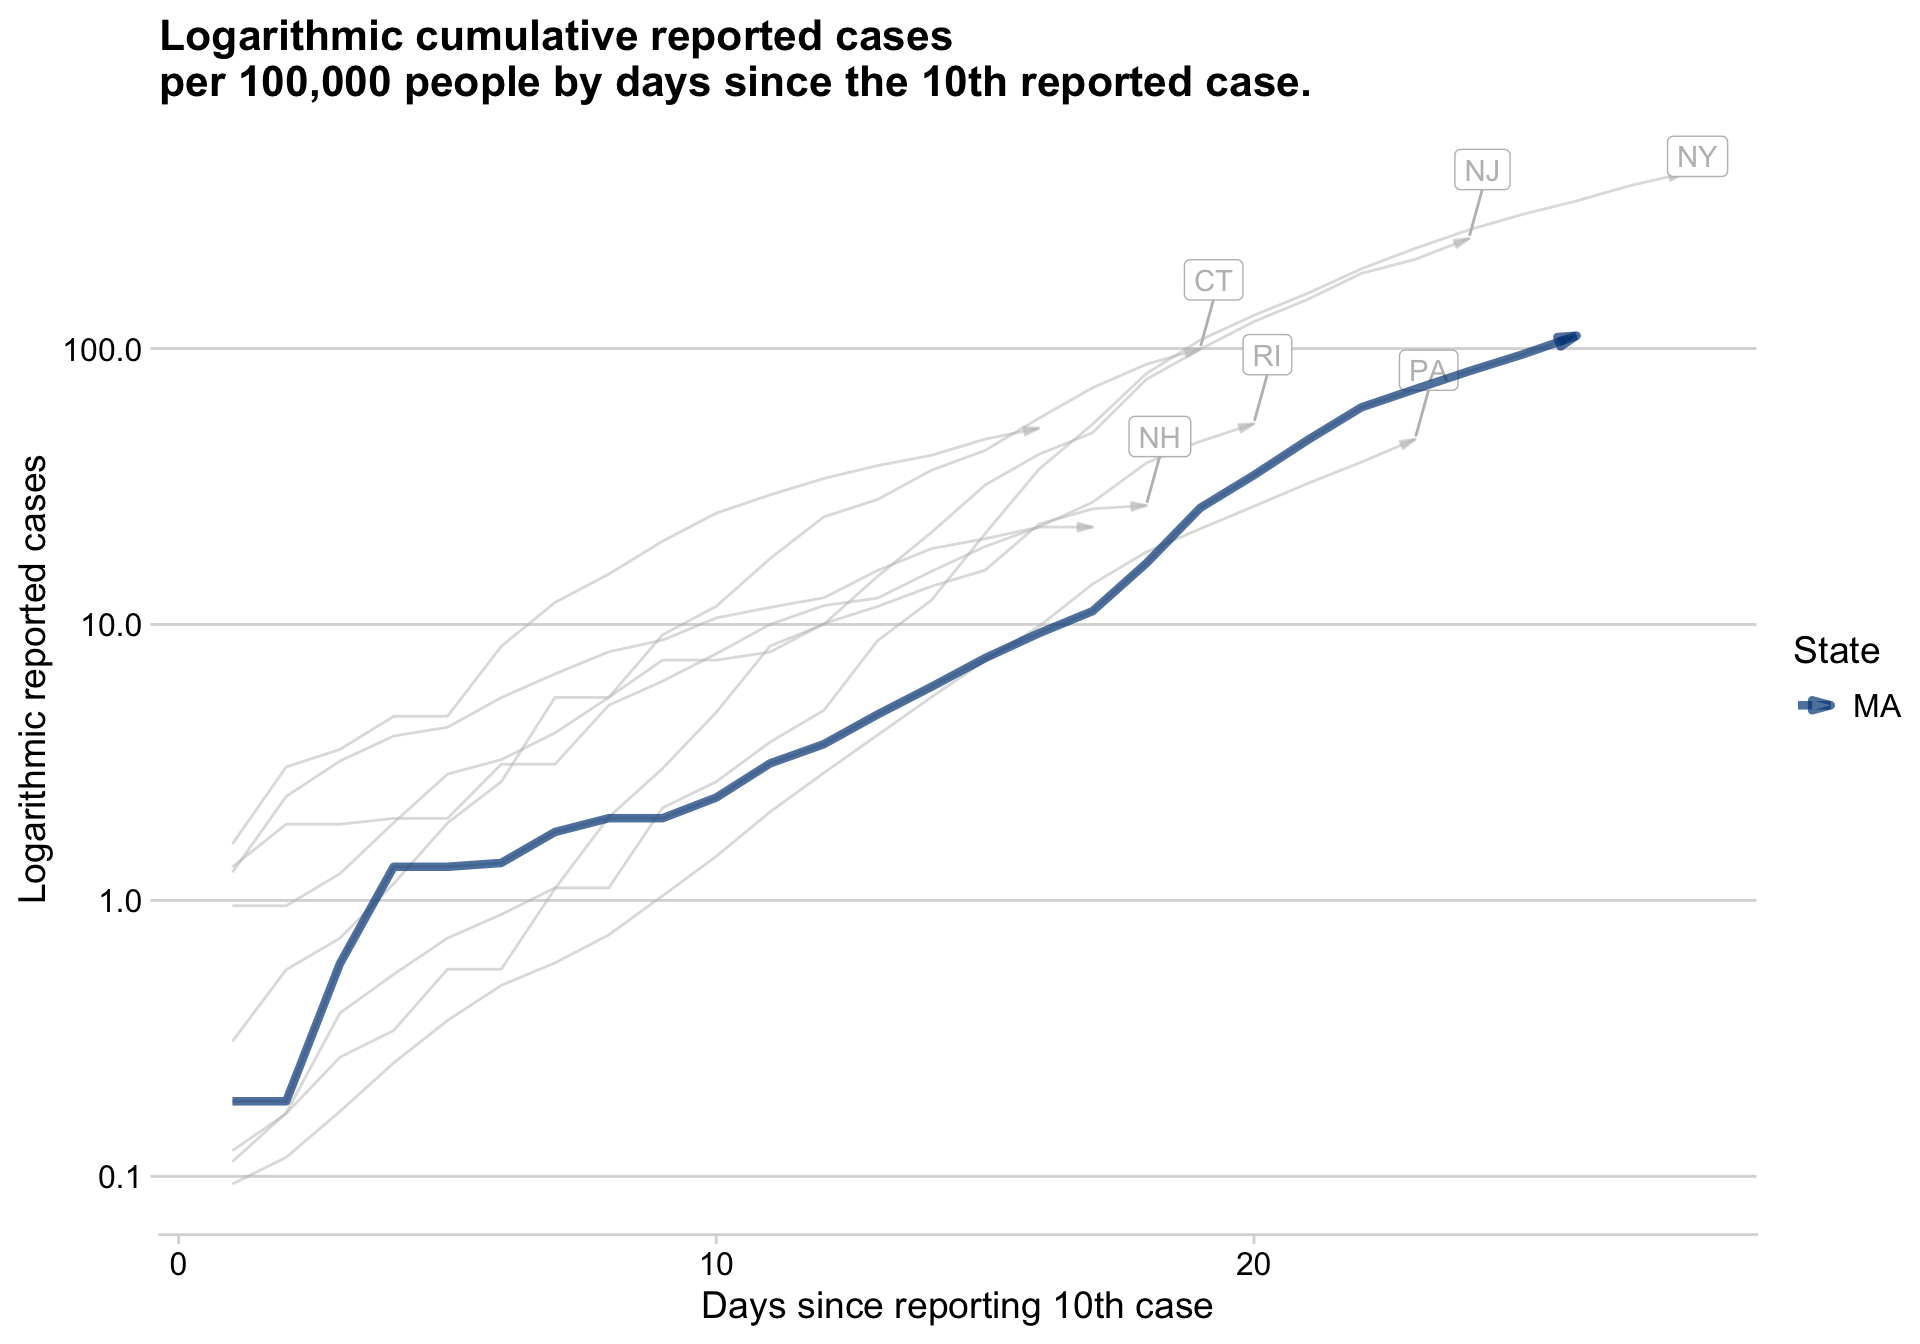 Logarithmic cumulative reported cases
per 100,000 people by days since the 10th reported case.
NY
NJ
CT
RI
PA
NH
100.0
10.0
1.0
0.1
Logarithmic reported cases
State
MA
0
10
20
Days since reporting 10th case